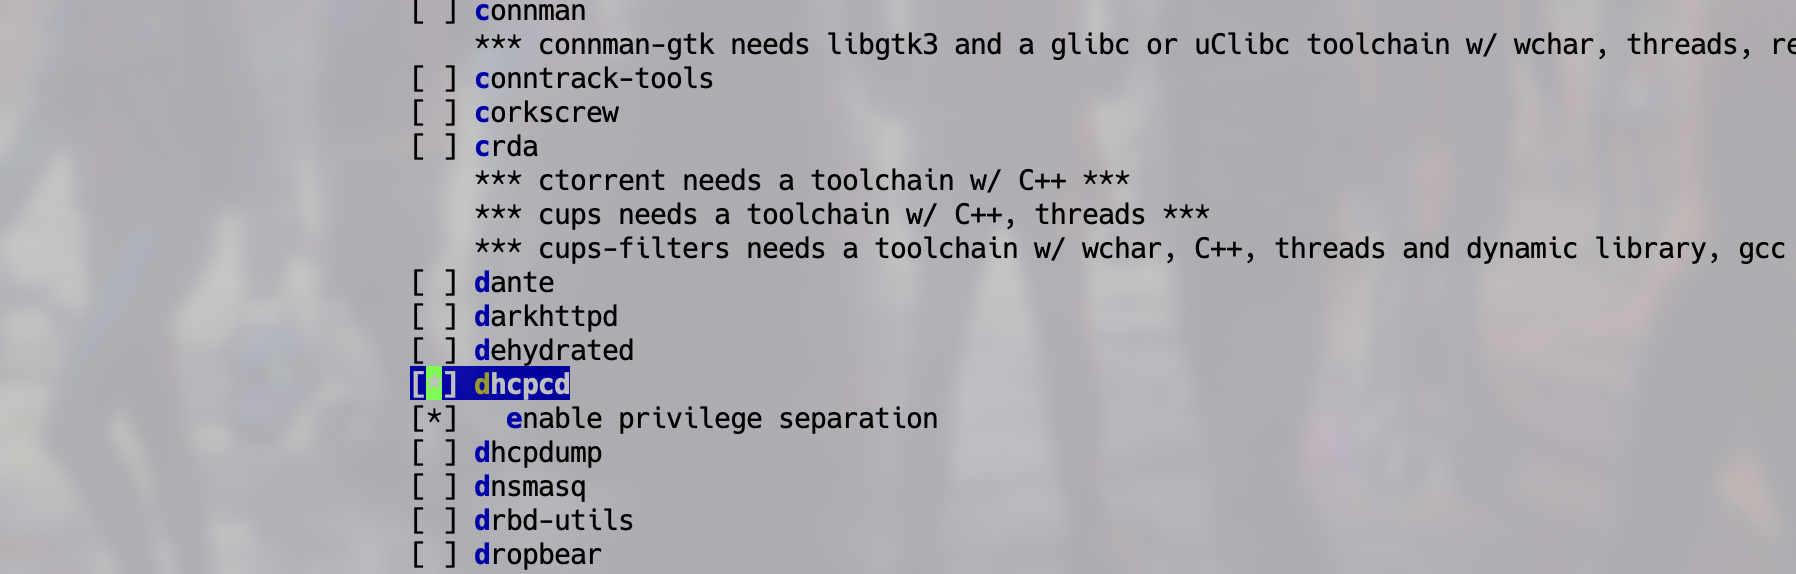 [ ] connman
*** connman-gtk needs libgtk3 and a glibc or uClibc toolchain w/ wchar, threads, re
[ ] conntrack-tools
[ ] corkscrew
[ ] crda
*** ctorrent needs a toolchain w/ C++ ***
*** cups needs a toolchain w/ C++, threads ***
*** cups-filters needs a toolchain w/ wchar, C++, threads and dynamic library, gcc
[ ] dante
[ ] darkhttpd
[ ] dehydrated
[*] dhcpcd
[*]   enable privilege separation
[ ] dhcpdump
[ ] dnsmasq
[ ] drbd-utils
[ ] dropbear